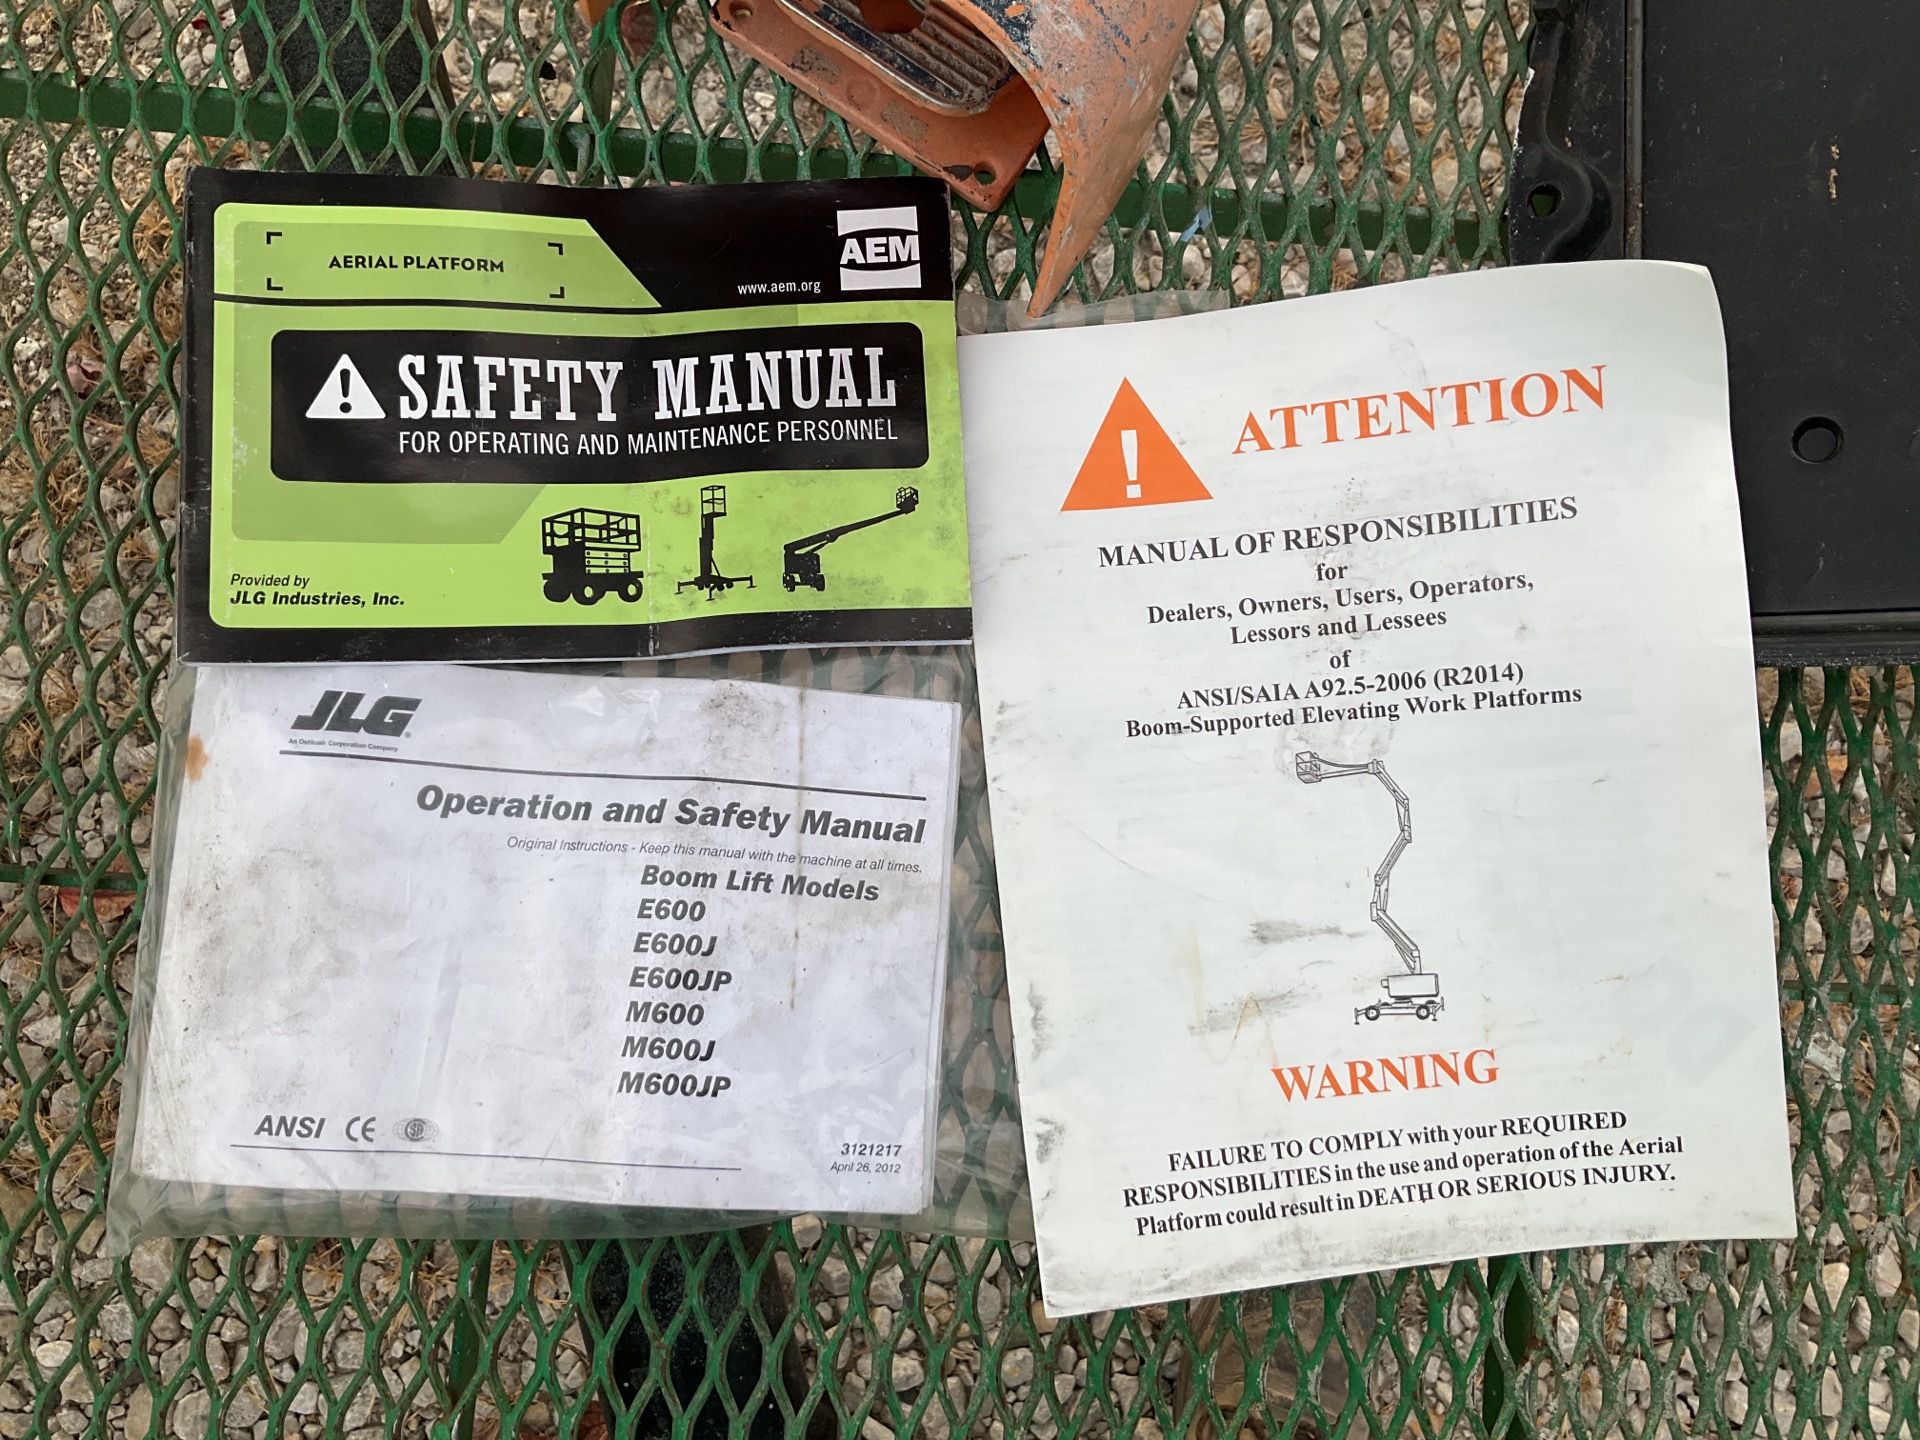 AERIAL PLATFORM
www.aem.org
AEM
! SAFETY MANUAL
FOR OPERATING AND MAINTENANCE PERSONNEL
Provided by
JLG Industries, Inc.
JLG®
An Oshkosh Corporation Company
Operation and Safety Manual
Original Instructions - Keep this manual with the machine at all times.
Boom Lift Models
E600
E600J
E600JP
M600
M600J
M600JP
ANSI CE
3121217
April 26, 2012
! ATTENTION
MANUAL OF RESPONSIBILITIES
for
Dealers, Owners, Users, Operators,
Lessors and Lessees
of
ANSI/SAIA A92.5-2006 (R2014)
Boom-Supported Elevating Work Platforms
WARNING
FAILURE TO COMPLY with your REQUIRED
RESPONSIBILITIES in the use and operation of the Aerial
Platform could result in DEATH OR SERIOUS INJURY.